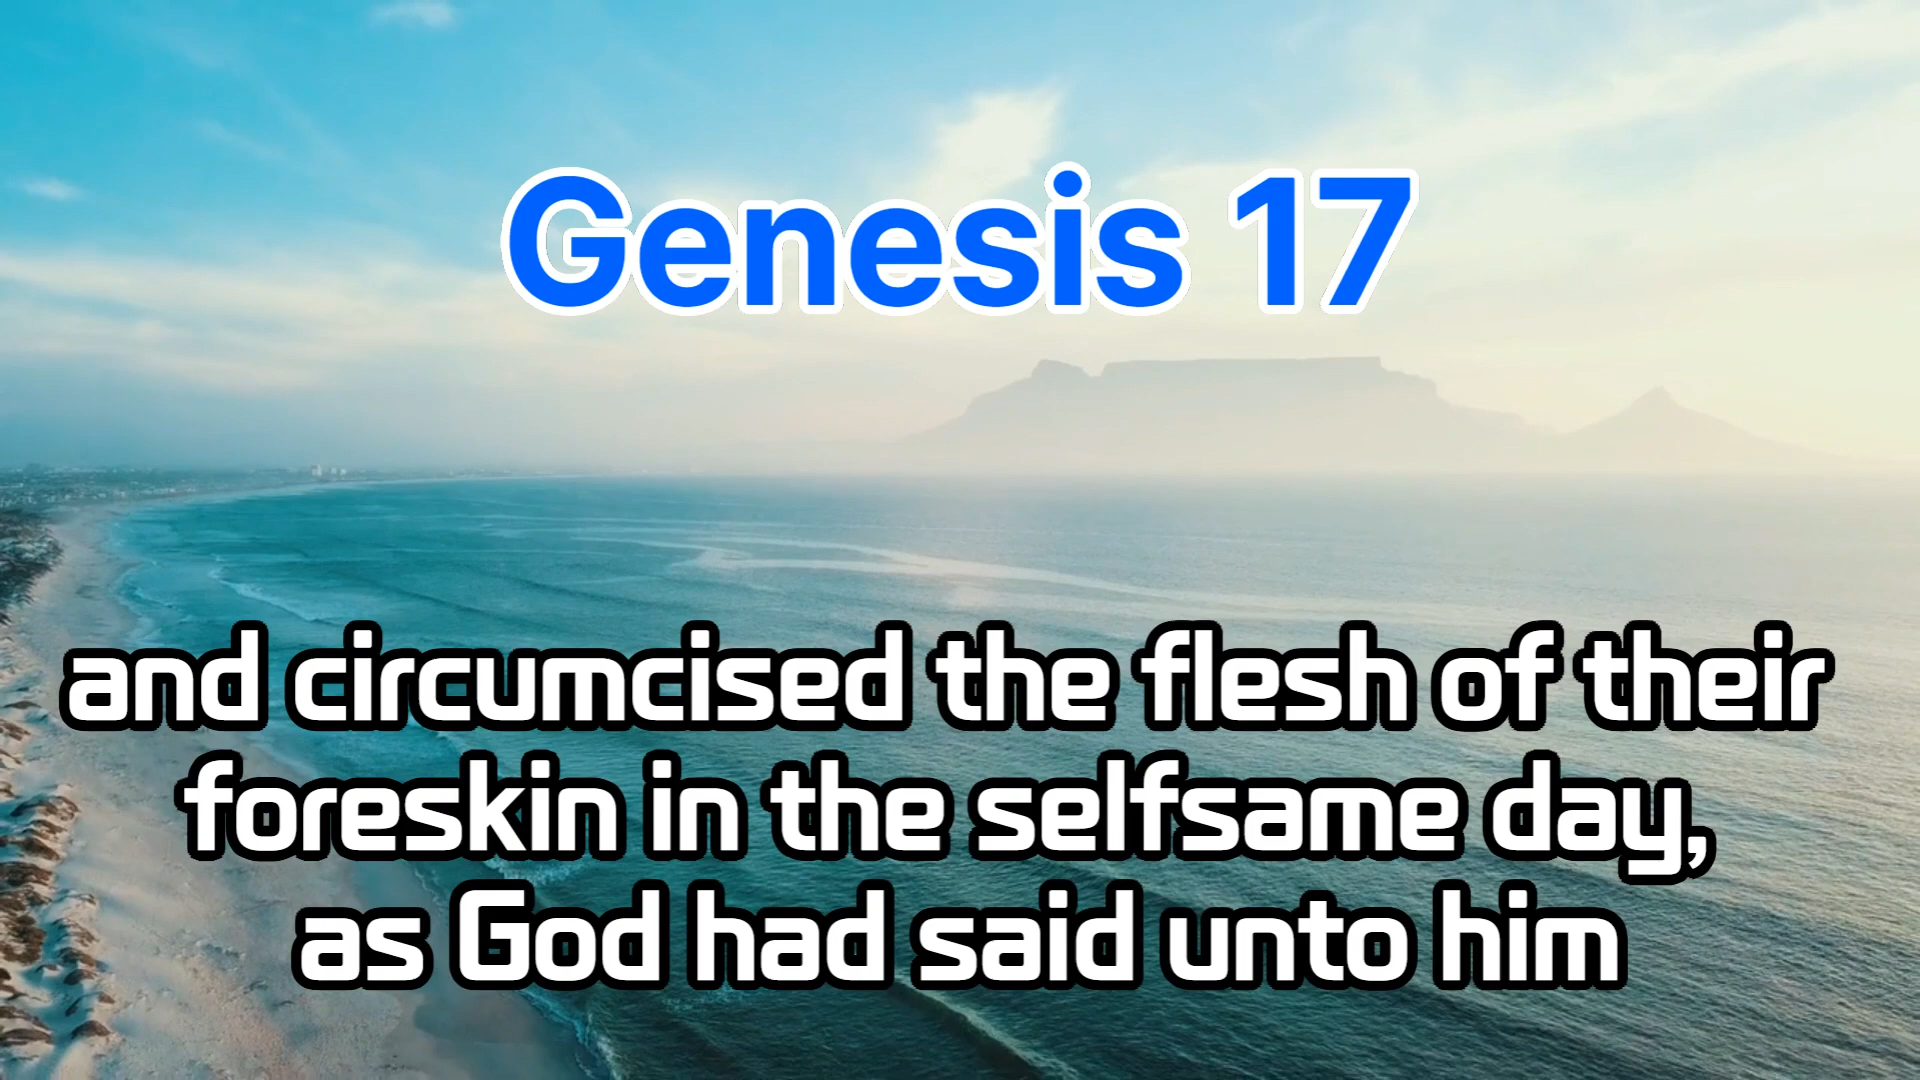 Genesis 17
and circumcised the flesh of their
foreskin in the selfsame day,
as God had said unto him